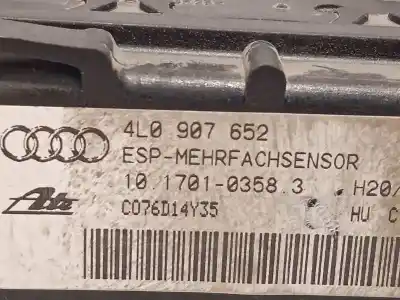 4L0 907 652
ESP-MEHRFACHSENSOR
10.1701-0358.3 H20/
Ate C076D14Y35 HU C